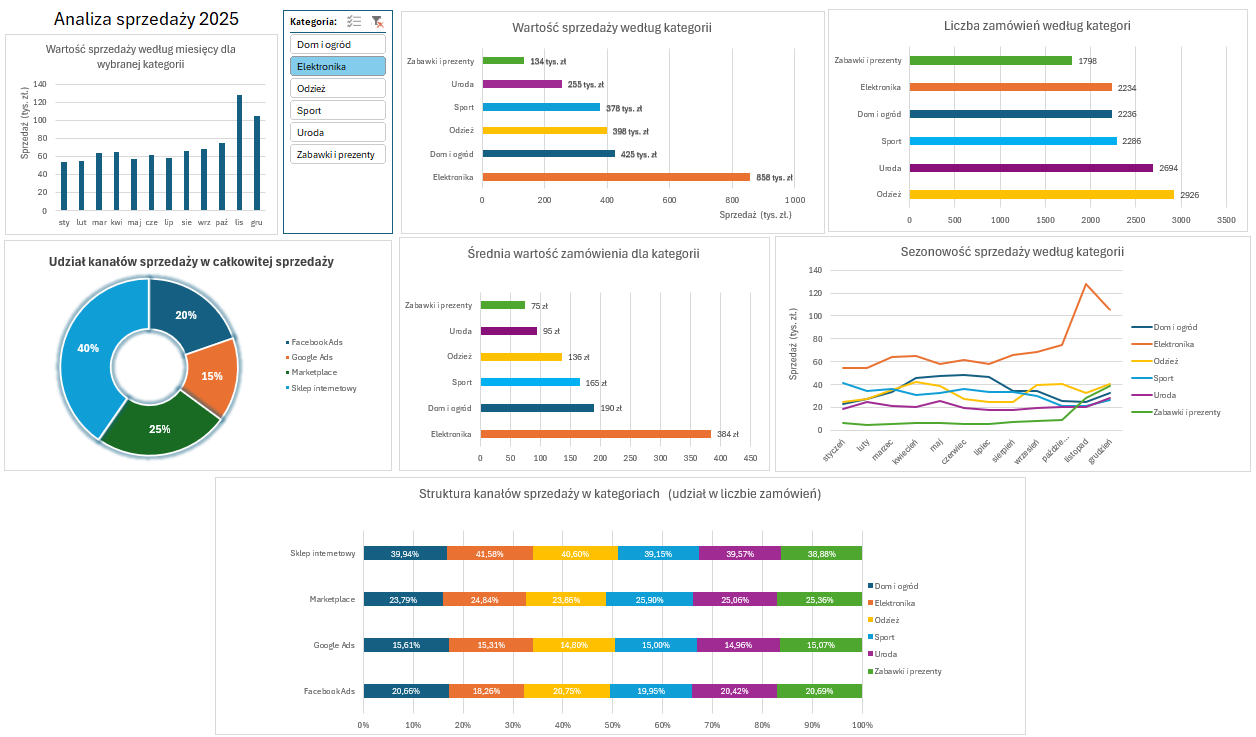 Analiza sprzedaży 2025
Wartość sprzedaży według miesięcy dla
wybranej kategorii
Sprzedaż (tys. zł.)
140
120
100
80
60
40
20
0
sty lut mar kwi maj cze lip sie wrz paź lis gru
Kategoria:
Dom i ogród
Elektronika
Odzież
Sport
Uroda
Zabawki i prezenty
Wartość sprzedaży według kategorii
Zabawki i prezenty 134 tys. zł
Uroda 255 tys. zł
Sport 378 tys. zł
Odzież 398 tys. zł
Dom i ogród 425 tys. zł
Elektronika 858 tys. zł
0 200 400 600 800 1 000
Sprzedaż (tys. zł.)
Liczba zamówień według kategori
Zabawki i prezenty 1798
Elektronika 2234
Dom i ogród 2236
Sport 2286
Uroda 2694
Odzież 2926
0 500 1000 1500 2000 2500 3000 3500
Udział kanałów sprzedaży w całkowitej sprzedaży
20%
15%
25%
40%
Facebook Ads
Google Ads
Marketplace
Sklep internetowy
Średnia wartość zamówienia dla kategorii
Zabawki i prezenty 75 zł
Uroda 95 zł
Odzież 136 zł
Sport 165 zł
Dom i ogród 190 zł
Elektronika 384 zł
0 50 100 150 200 250 300 350 400 450
Sezonowość sprzedaży według kategorii
Sprzedaż (tys. zł.)
140
120
100
80
60
40
20
0
styczeń luty marzec kwiecień maj czerwiec lipiec sierpień wrzesień paździe... listopad grudzień
Dom i ogród
Elektronika
Odzież
Sport
Uroda
Zabawki i prezenty
Struktura kanałów sprzedaży w kategoriach (udział w liczbie zamówień)
Sklep internetowy 39,94% 41,58% 40,60% 39,15% 39,57% 38,88%
Marketplace 23,79% 24,84% 23,85% 25,90% 25,06% 25,36%
Google Ads 15,61% 15,31% 14,80% 15,00% 14,96% 15,07%
Facebook Ads 20,66% 18,26% 20,75% 19,95% 20,42% 20,69%
0% 10% 20% 30% 40% 50% 60% 70% 80% 90% 100%
Dom i ogród
Elektronika
Odzież
Sport
Uroda
Zabawki i prezenty